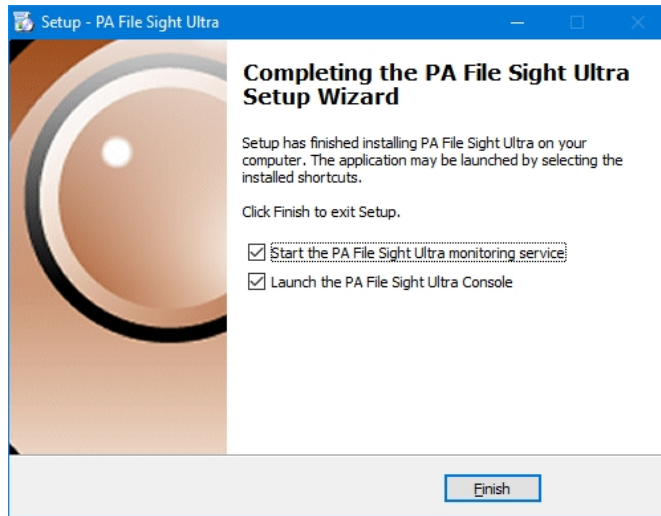 Setup - PA File Sight Ultra
Completing the PA File Sight Ultra
Setup Wizard
Setup has finished installing PA File Sight Ultra on your
computer. The application may be launched by selecting the
installed shortcuts.
Click Finish to exit Setup.
Start the PA File Sight Ultra monitoring service
Launch the PA File Sight Ultra Console
Finish